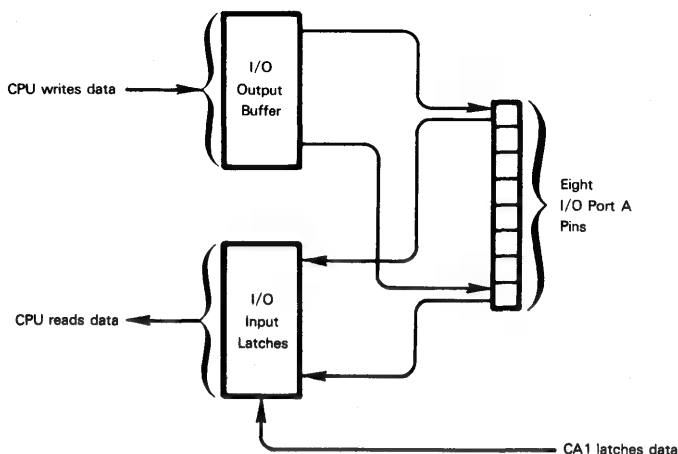 I/O
Output
Buffer
CPU writes data
Eight
I/O Port A
Pins
I/O
Input
Latches
CPU reads data
CA1 latches data